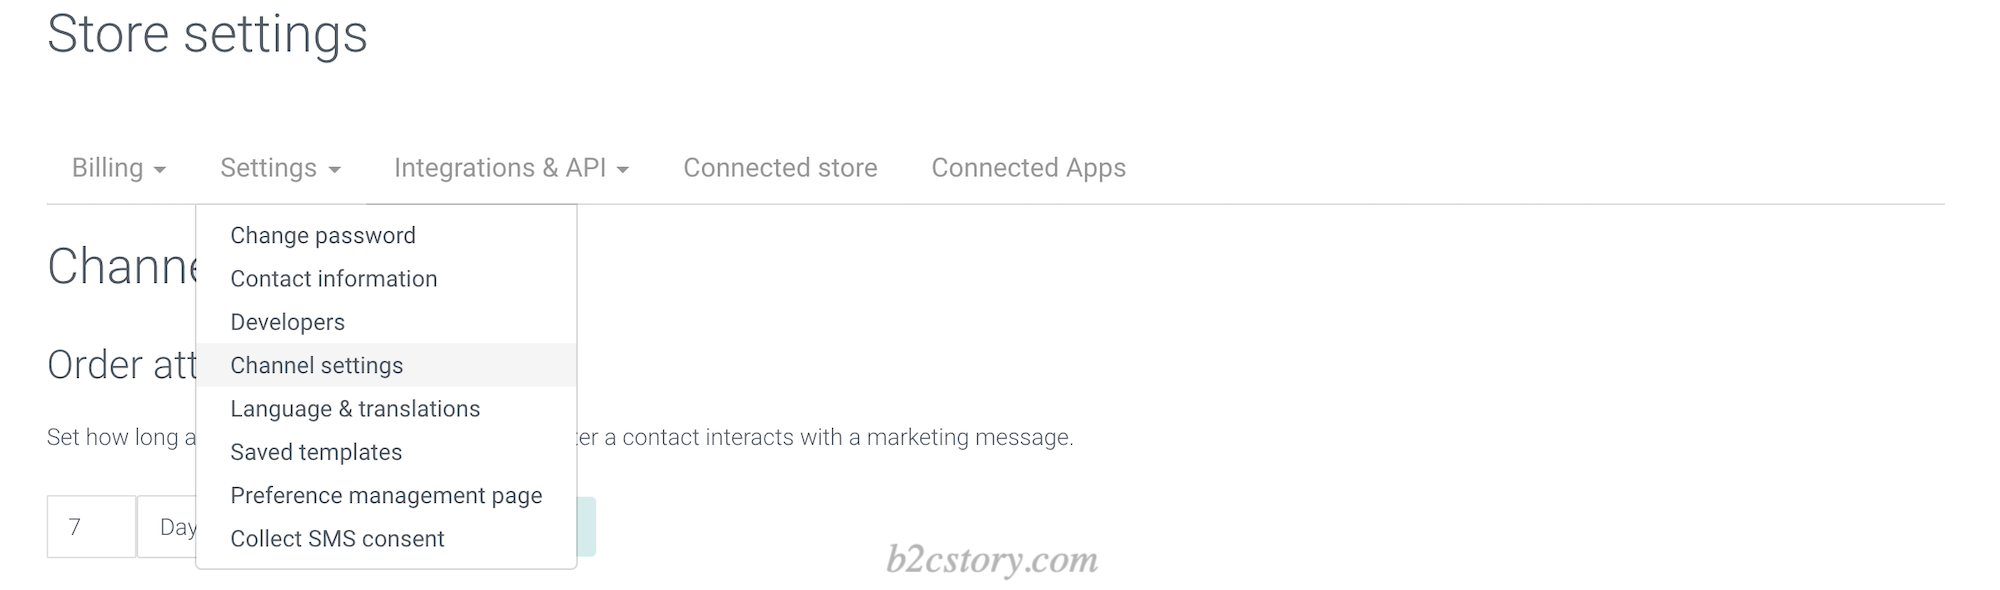 Store settings
Billing Settings Integrations & API Connected store Connected Apps
Change password
Contact information
Developers
Channel settings
Language & translations
Saved templates
Preference management page
Collect SMS consent
Channe
Order att
Set how long a
er a contact interacts with a marketing message.
7 Day
b2cstory.com